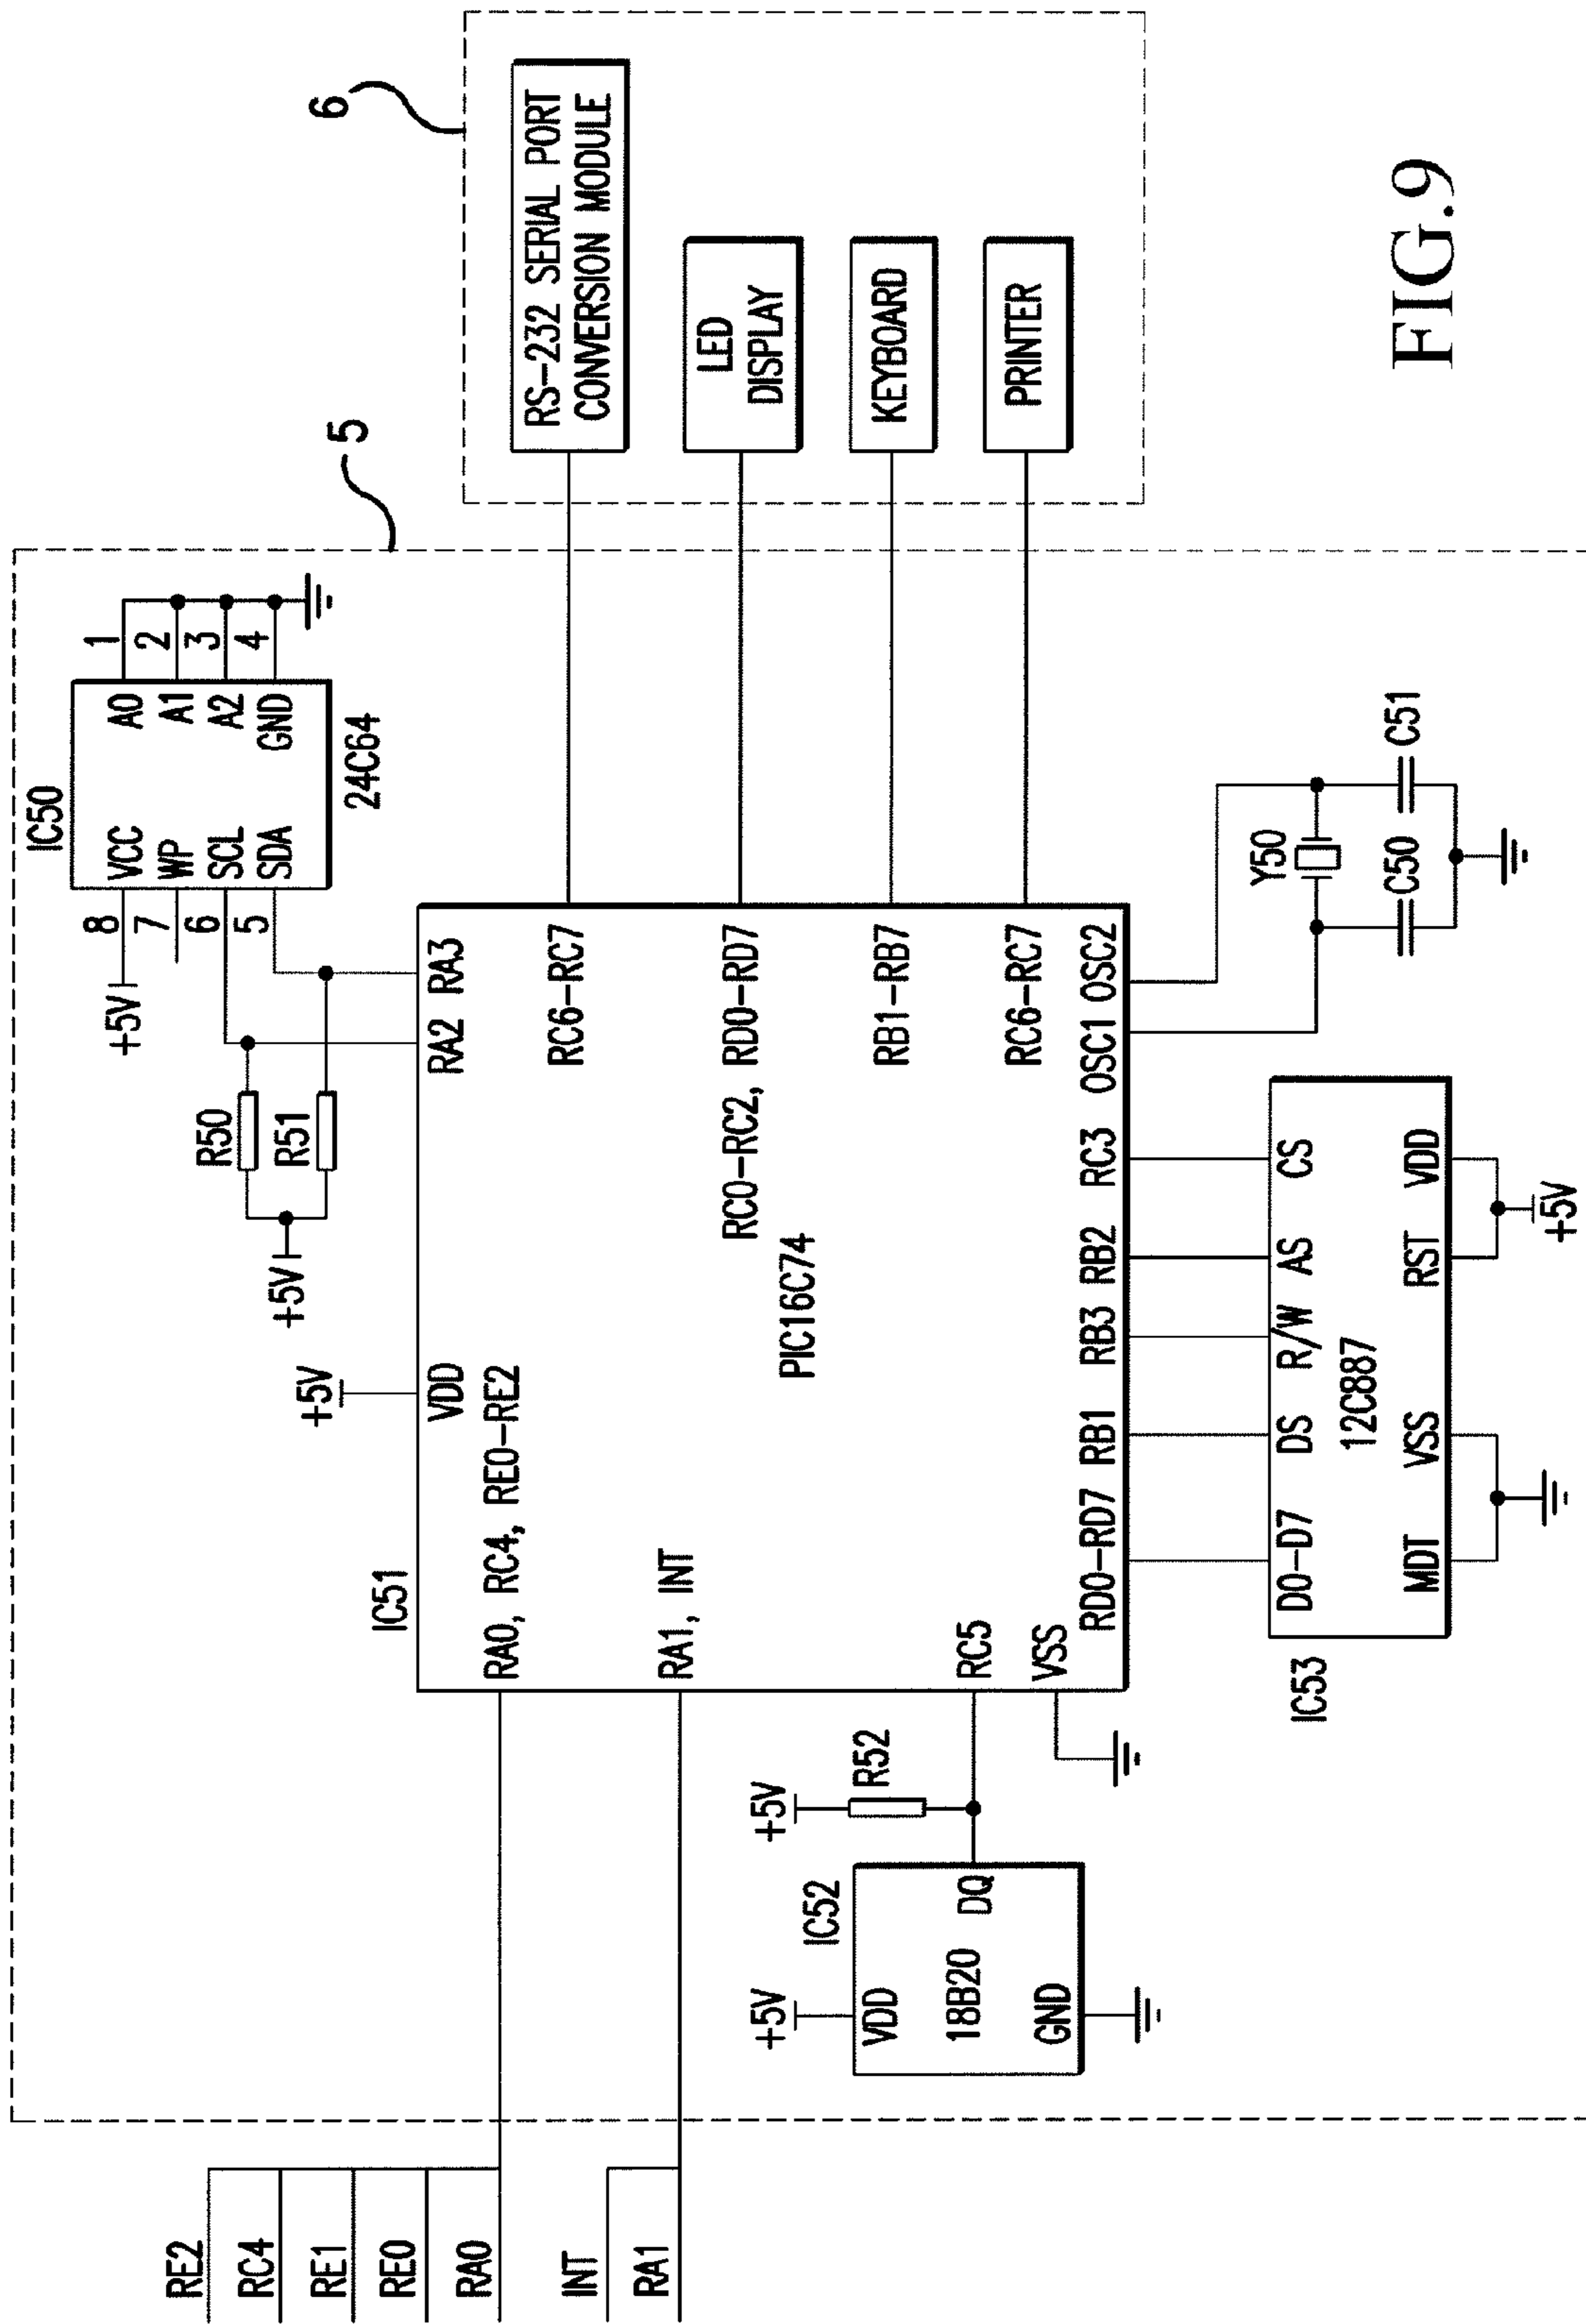 RE2
RC4
RE1
RE0
RA0
INT
RA1
5
6
IC50
VCC
WP
SCL
SDA
A0
A1
A2
GND
8
7
6
5
1
2
3
4
24C64
+5V
R50
R51
+5V
+5V
IC51
VDD
RA2
RA3
RA0, RC4, RE0-RE2
RA1, INT
RC5
VSS
PIC16C74
RC6-RC7
RC0-RC2, RD0-RD7
RB1-RB7
RC6-RC7
RD0-RD7
RB1
RB3
RB2
RC3
OSC1
OSC2
RS-232 SERIAL PORT
CONVERSION MODULE
LED
DISPLAY
KEYBOARD
PRINTER
+5V
R52
+5V
IC52
VDD
DQ
18B20
GND
IC53
D0-D7
DS
R/W
AS
CS
12C887
MDT
VSS
RST
VDD
+5V
Y50
C50
C51
FIG.9